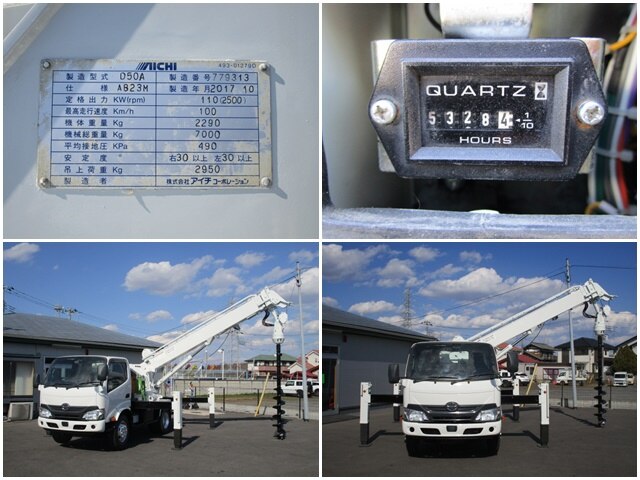 AICHI
493-012790
製造型式 D50A 製造番号 779313
仕様 A823M 製造年月 2017 10
定格出力 KW(rpm) 110(2500)
最高走行速度 Km/h 100
機体重量 Kg 2290
機械総重量 Kg 7000
平均接地圧 KPa 490
安定度 右30以上 左30以上
吊上荷重 Kg 2950
製造者 株式会社アイチコーポレーション
QUARTZ
53284 1/10
HOURS